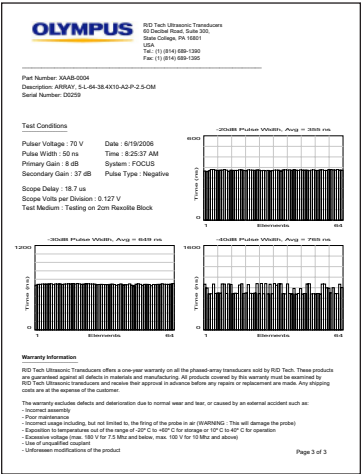 OLYMPUS
R/D Tech Ultrasonic Transducers
60 Decibel Road, Suite 300,
State College, PA 16801
USA
Tel.: (1) (814) 689-1390
Fax: (1) (814) 689-1395
Part Number: XAAB-0004
Description: ARRAY, 5-L-64-38.4X10-A2-P-2.5-OM
Serial Number: D0259
Test Conditions
Pulser Voltage : 70 V Date : 6/19/2006
Pulse Width : 50 ns Time : 8:25:37 AM
Primary Gain : 8 dB System : FOCUS
Secondary Gain : 37 dB Pulse Type : Negative
Scope Delay : 18.7 us
Scope Volts per Division : 0.127 V
Test Medium : Testing on 2cm Rexolite Block
-20dB Pulse Width, Avg = 355 ns
600
Time (ns)
0
1 Elements 64
-30dB Pulse Width, Avg = 649 ns
1200
Time (ns)
0
1 Elements 64
-40dB Pulse Width, Avg = 765 ns
1600
Time (ns)
0
1 Elements 64
Warranty Information
R/D Tech Ultrasonic Transducers offers a one-year warranty on all the phased-array transducers sold by R/D Tech. These products
are guaranteed against all defects in materials and manufacturing. All products covered by this warranty must be examined by
R/D Tech Ultrasonic transducers and receive their approval in advance before any repairs or replacement are made. Any shipping
costs are at the expense of the customer.
The warranty excludes defects and deterioration due to normal wear and tear, or caused by an external accident such as:
- Incorrect assembly
- Poor maintenance
- Incorrect usage including, but not limited to, the firing of the probe in air (WARNING : This will damage the probe)
- Exposition to temperatures out of the range of -20° C to +60° C for storage or 10° C to 40° C for operation
- Excessive voltage (max. 180 V for 7.5 Mhz and below, max. 100 V for 10 Mhz and above)
- Use of unqualified couplant
- Unforeseen modifications of the product
Page 3 of 3